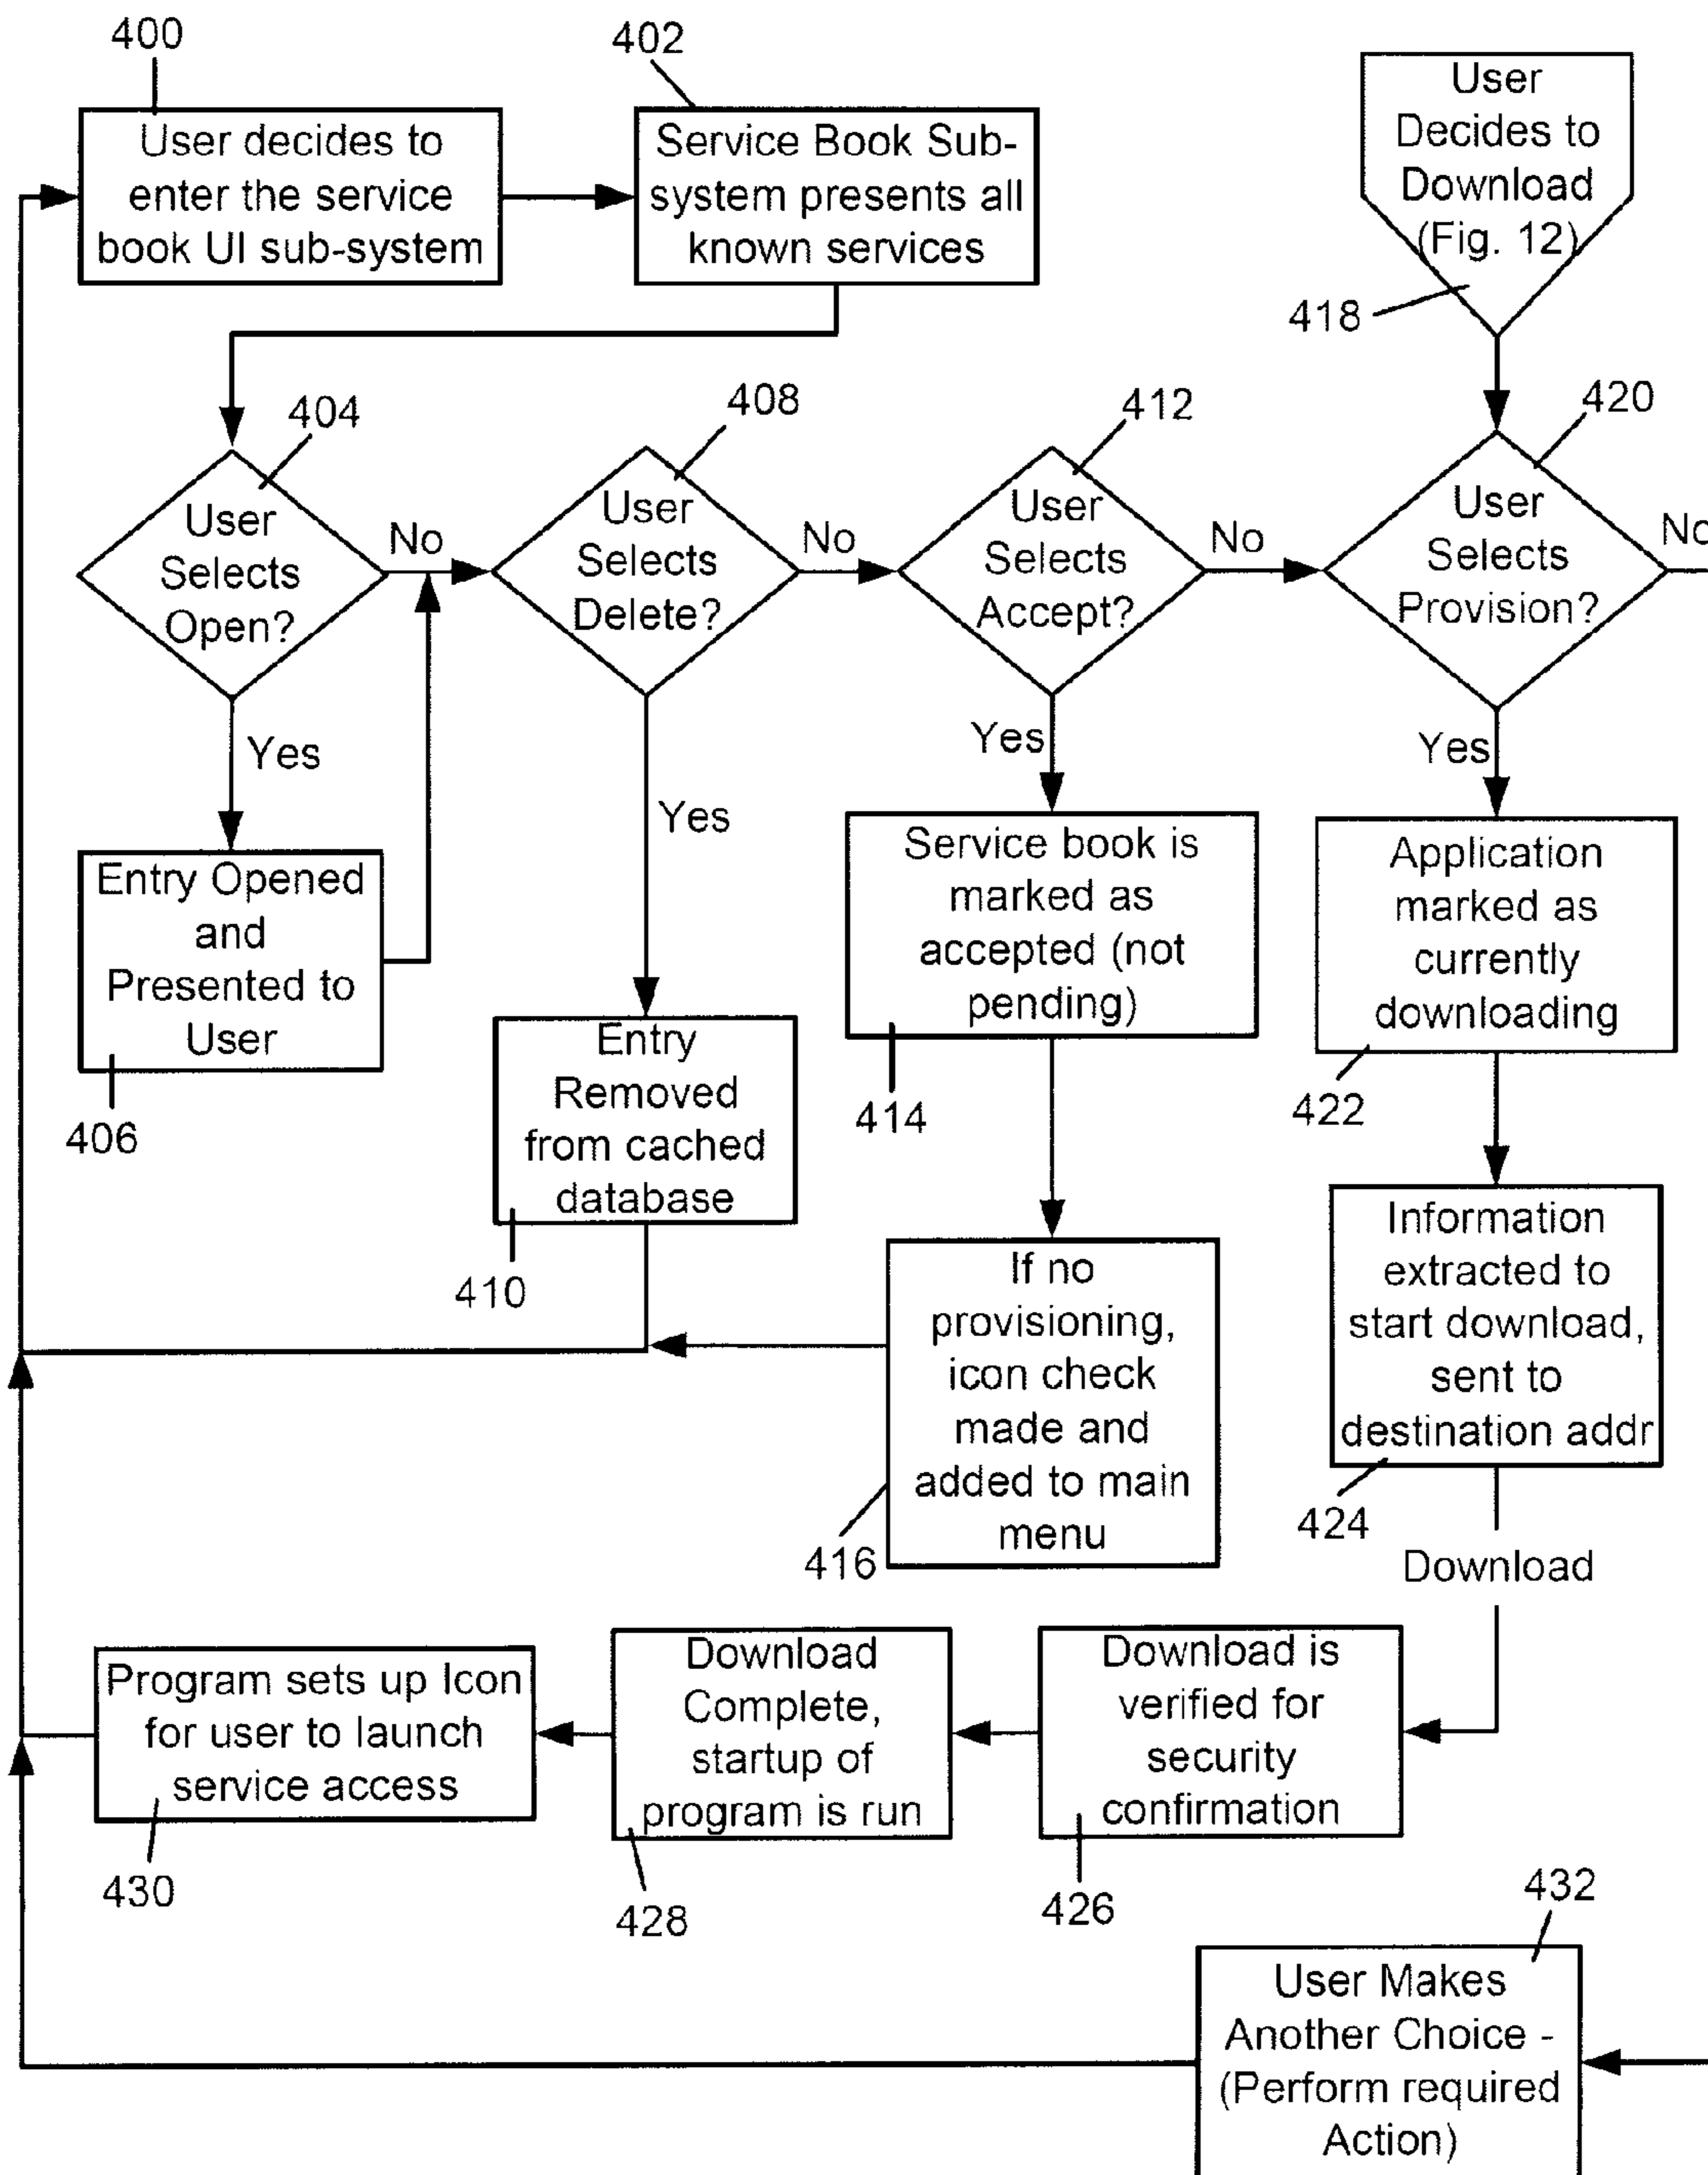 400
User decides to
enter the service
book UI sub-system
402
Service Book Sub-
system presents all
known services
User
Decides to
Download
(Fig. 12)
418
404
User
Selects
Open?
No
Yes
408
User
Selects
Delete?
No
Yes
412
User
Selects
Accept?
No
Yes
420
User
Selects
Provision?
Yes
Entry Opened
and
Presented to
User
406
Entry
Removed
from cached
database
410
Service book is
marked as
accepted (not
pending)
414
Application
marked as
currently
downloading
422
If no
provisioning,
icon check
made and
added to main
menu
416
Information
extracted to
start download,
sent to
destination addr
424
Download
Program sets up Icon
for user to launch
service access
430
Download
Complete,
startup of
program is run
428
Download is
verified for
security
confirmation
426
432
User Makes
Another Choice -
(Perform required
Action)